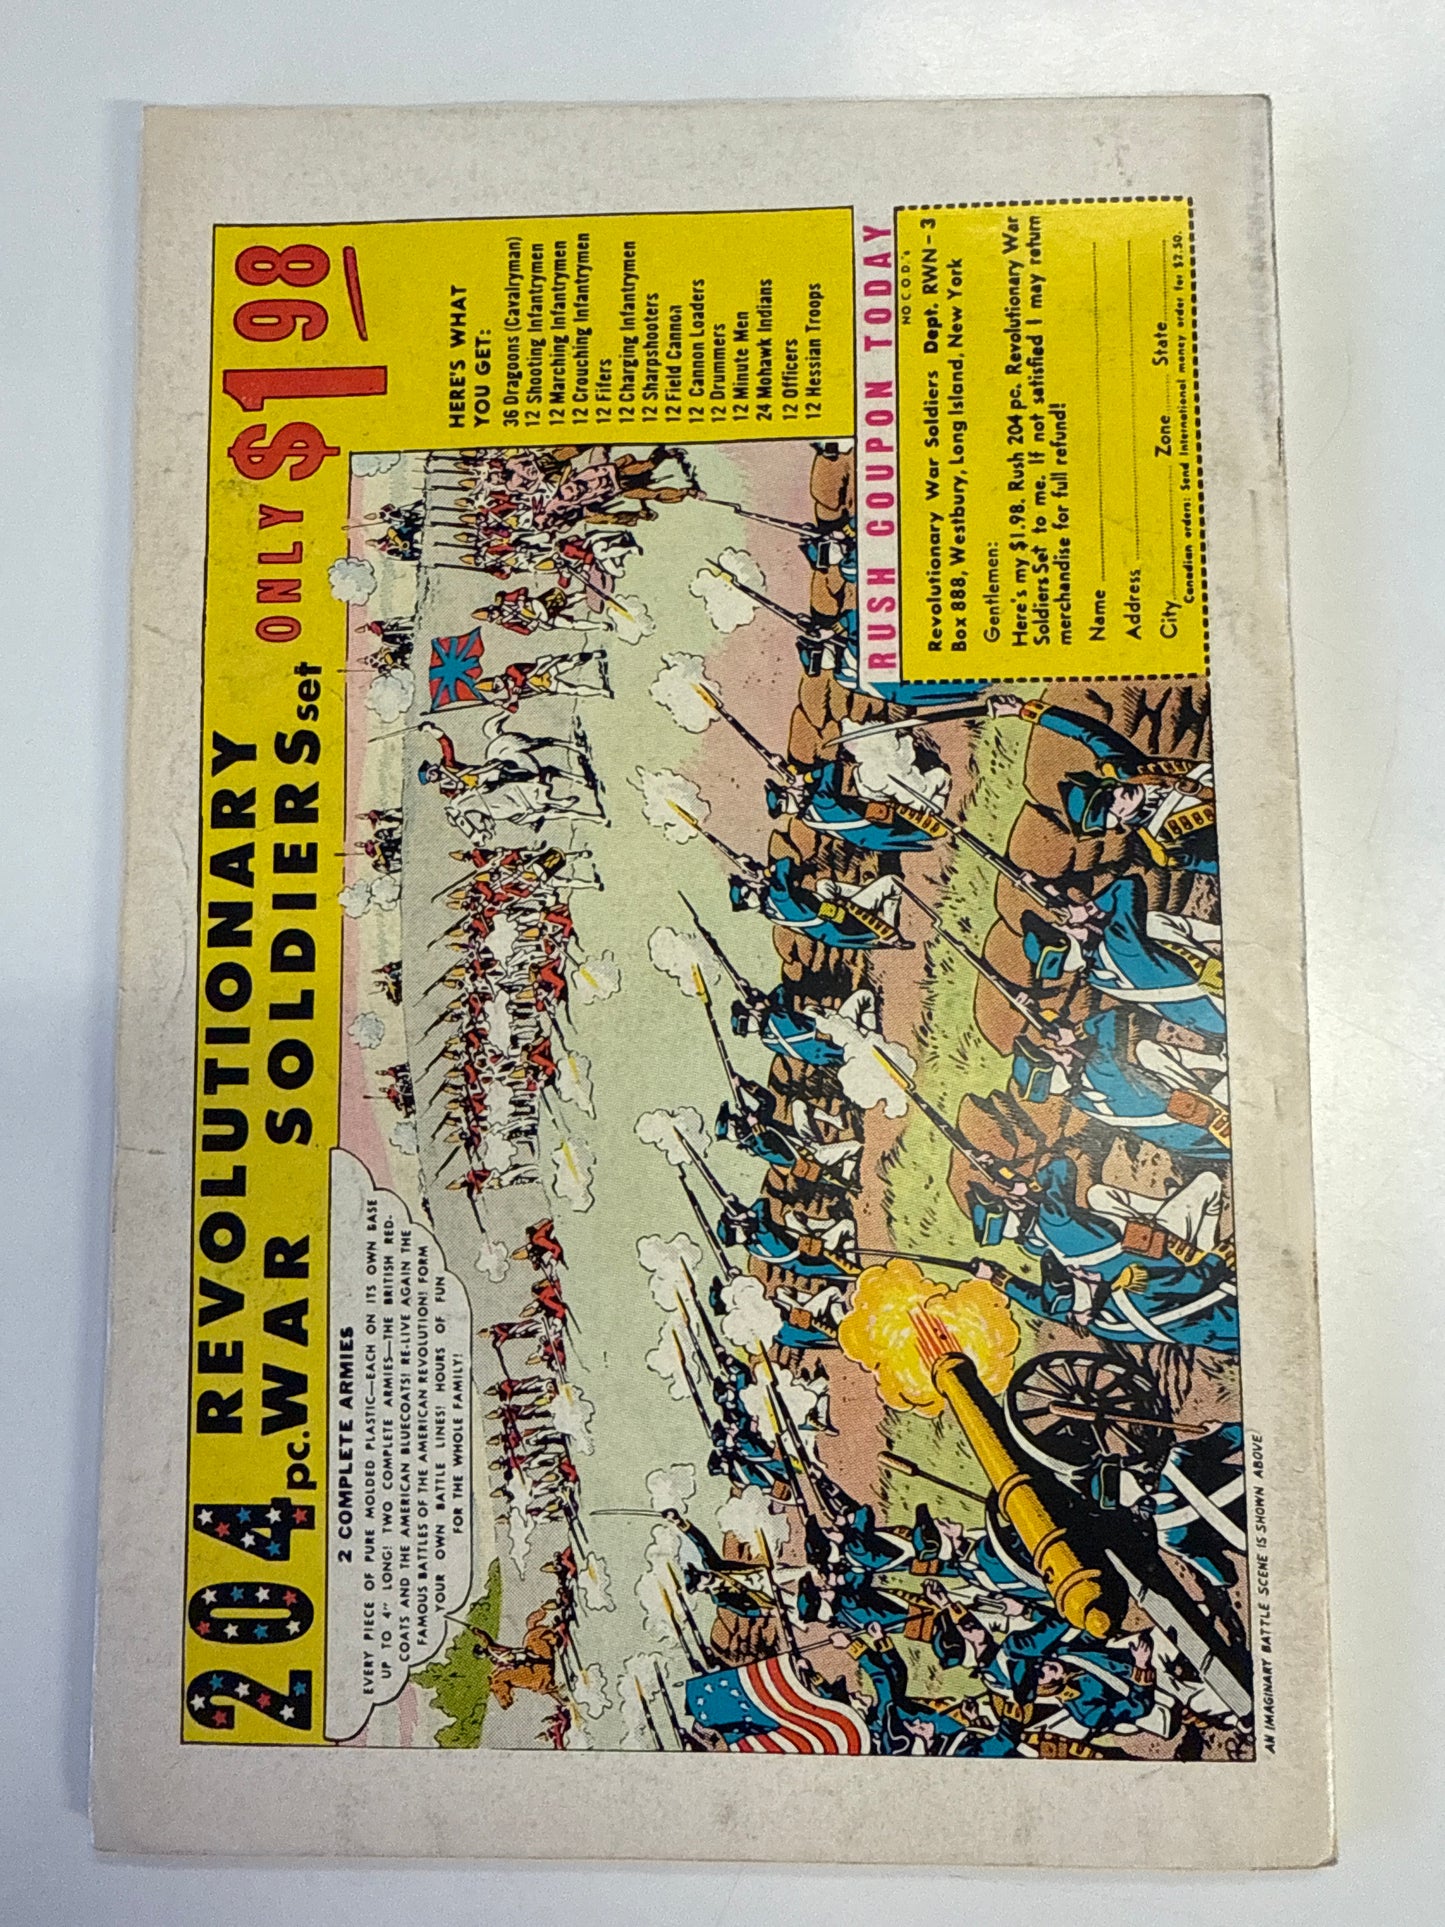 204 pc. REVOLUTIONARY
WAR SOLDIERS set
ONLY $1.98
2 COMPLETE ARMIES
EVERY PIECE OF PURE MOLDED PLASTIC—EACH ON ITS OWN BASE
UP TO 4" LONG! TWO COMPLETE ARMIES—THE BRITISH RED-
COATS AND THE AMERICAN BLUECOATS! RE-LIVE AGAIN THE
FAMOUS BATTLES OF THE AMERICAN REVOLUTION! FORM
YOUR OWN BATTLE LINES! HOURS OF FUN
FOR THE WHOLE FAMILY!
HERE'S WHAT
YOU GET:
36 Dragoons (Cavalryman)
12 Shooting Infantrymen
12 Marching Infantrymen
12 Crouching Infantrymen
12 Fifers
12 Charging Infantrymen
12 Sharpshooters
12 Field Cannon
12 Cannon Loaders
12 Drummers
12 Minute Men
24 Mohawk Indians
12 Officers
12 Hessian Troops
RUSH COUPON TODAY
NO C O D's
Revolutionary War Soldiers Dept. RWN-3
Box 888, Westbury, Long Island, New York
Gentlemen:
Here's my $1.98. Rush 204 pc. Revolutionary War
Soldiers Set to me. If not satisfied I may return
merchandise for full refund!
Name
Address
City Zone State
Canadian orders: Send International money order for $2.50.
AN IMAGINARY BATTLE SCENE IS SHOWN ABOVE